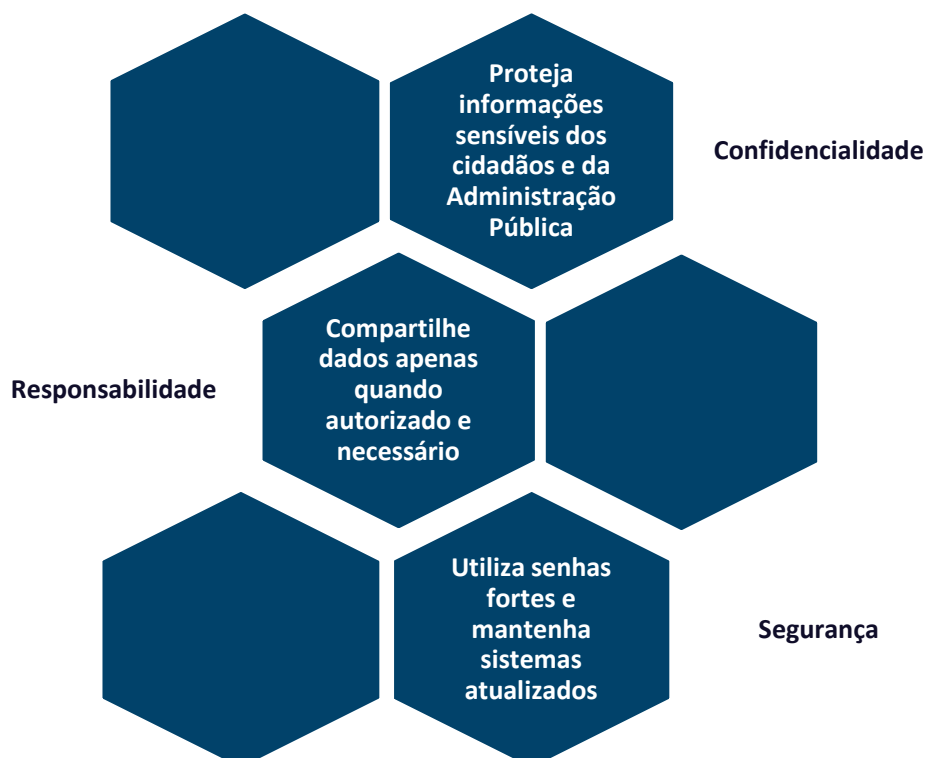 Proteja
informações
sensíveis dos
cidadãos e da
Administração
Pública
Confidencialidade
Responsabilidade
Compartilhe
dados apenas
quando
autorizado e
necessário
Utiliza senhas
fortes e
mantenha
sistemas
atualizados
Segurança